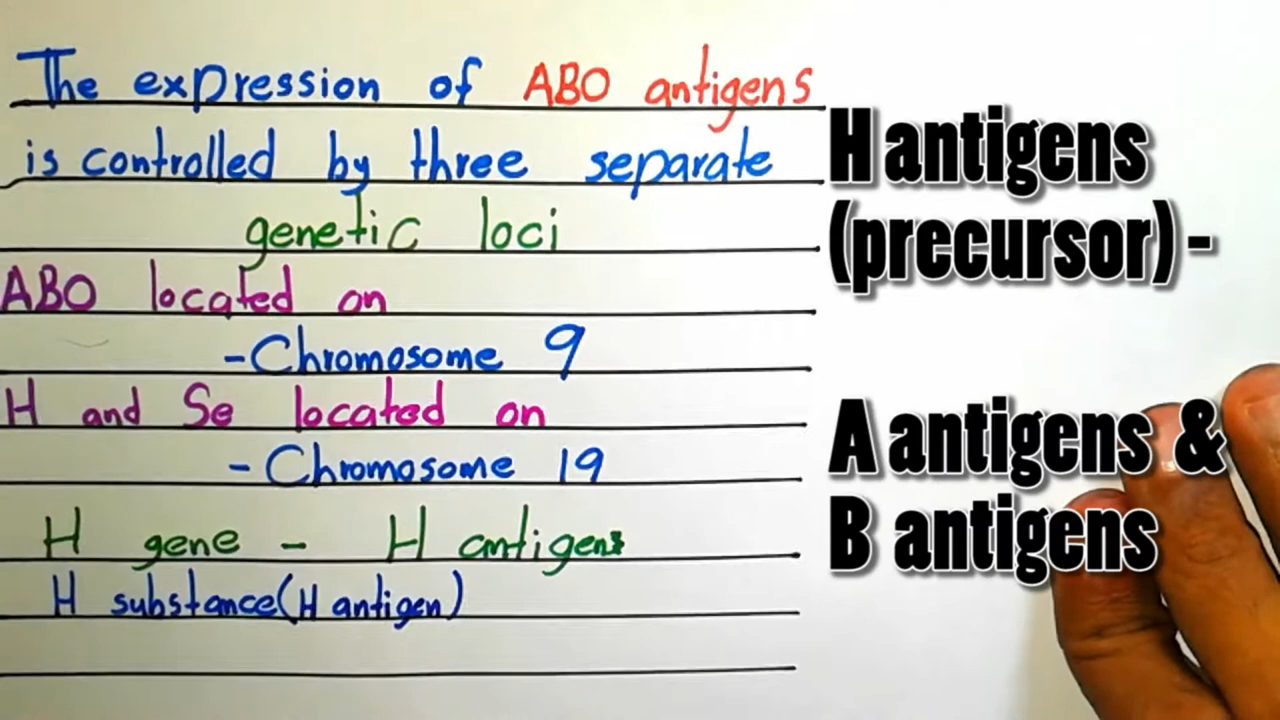 The expression of ABO antigens
is controlled by three separate
genetic loci
ABO located on
-Chromosome 9
H and Se located on
- Chromosome 19
H gene - H antigens
H substance(H antigen)
H antigens
(precursor) -
A antigens &
B antigens